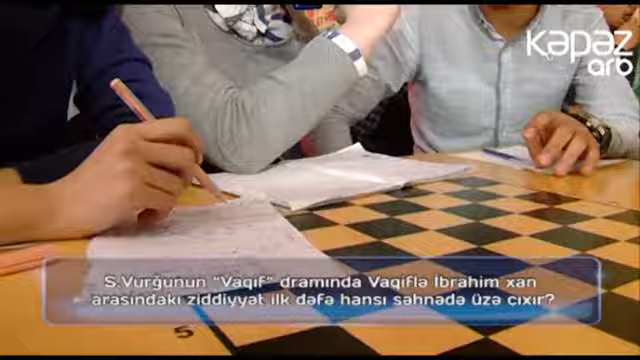 kəpəz
arb
S.Vurğunun "Vaqif" dramında Vaqiflə İbrahim xan
arasındakı ziddiyyət ilk dəfə hansı səhnədə üzə çıxır?
5